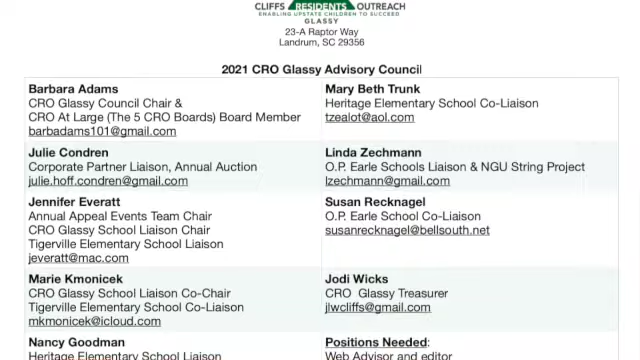 CLIFFS RESIDENTS OUTREACH
ENABLING UPSTATE CHILDREN TO SUCCEED
GLASSY
23-A Raptor Way
Landrum, SC 29356
2021 CRO Glassy Advisory Council
Barbara Adams
CRO Glassy Council Chair &
CRO At Large (The 5 CRO Boards) Board Member
barbadams101@gmail.com
Mary Beth Trunk
Heritage Elementary School Co-Liaison
tzealot@aol.com
Julie Condren
Corporate Partner Liaison, Annual Auction
julie.hoff.condren@gmail.com
Linda Zechmann
O.P. Earle Schools Liaison & NGU String Project
lzechmann@gmail.com
Jennifer Everatt
Annual Appeal Events Team Chair
CRO Glassy School Liaison Chair
Tigerville Elementary School Liaison
jeveratt@mac.com
Susan Recknagel
O.P. Earle School Co-Liaison
susanrecknagel@bellsouth.net
Marie Kmonicek
CRO Glassy School Liaison Co-Chair
Tigerville Elementary School Co-Liaison
mkmonicek@icloud.com
Jodi Wicks
CRO  Glassy Treasurer
jlwcliffs@gmail.com
Nancy Goodman
Heritage Elementary School Liaison
Positions Needed:
Web Advisor and editor